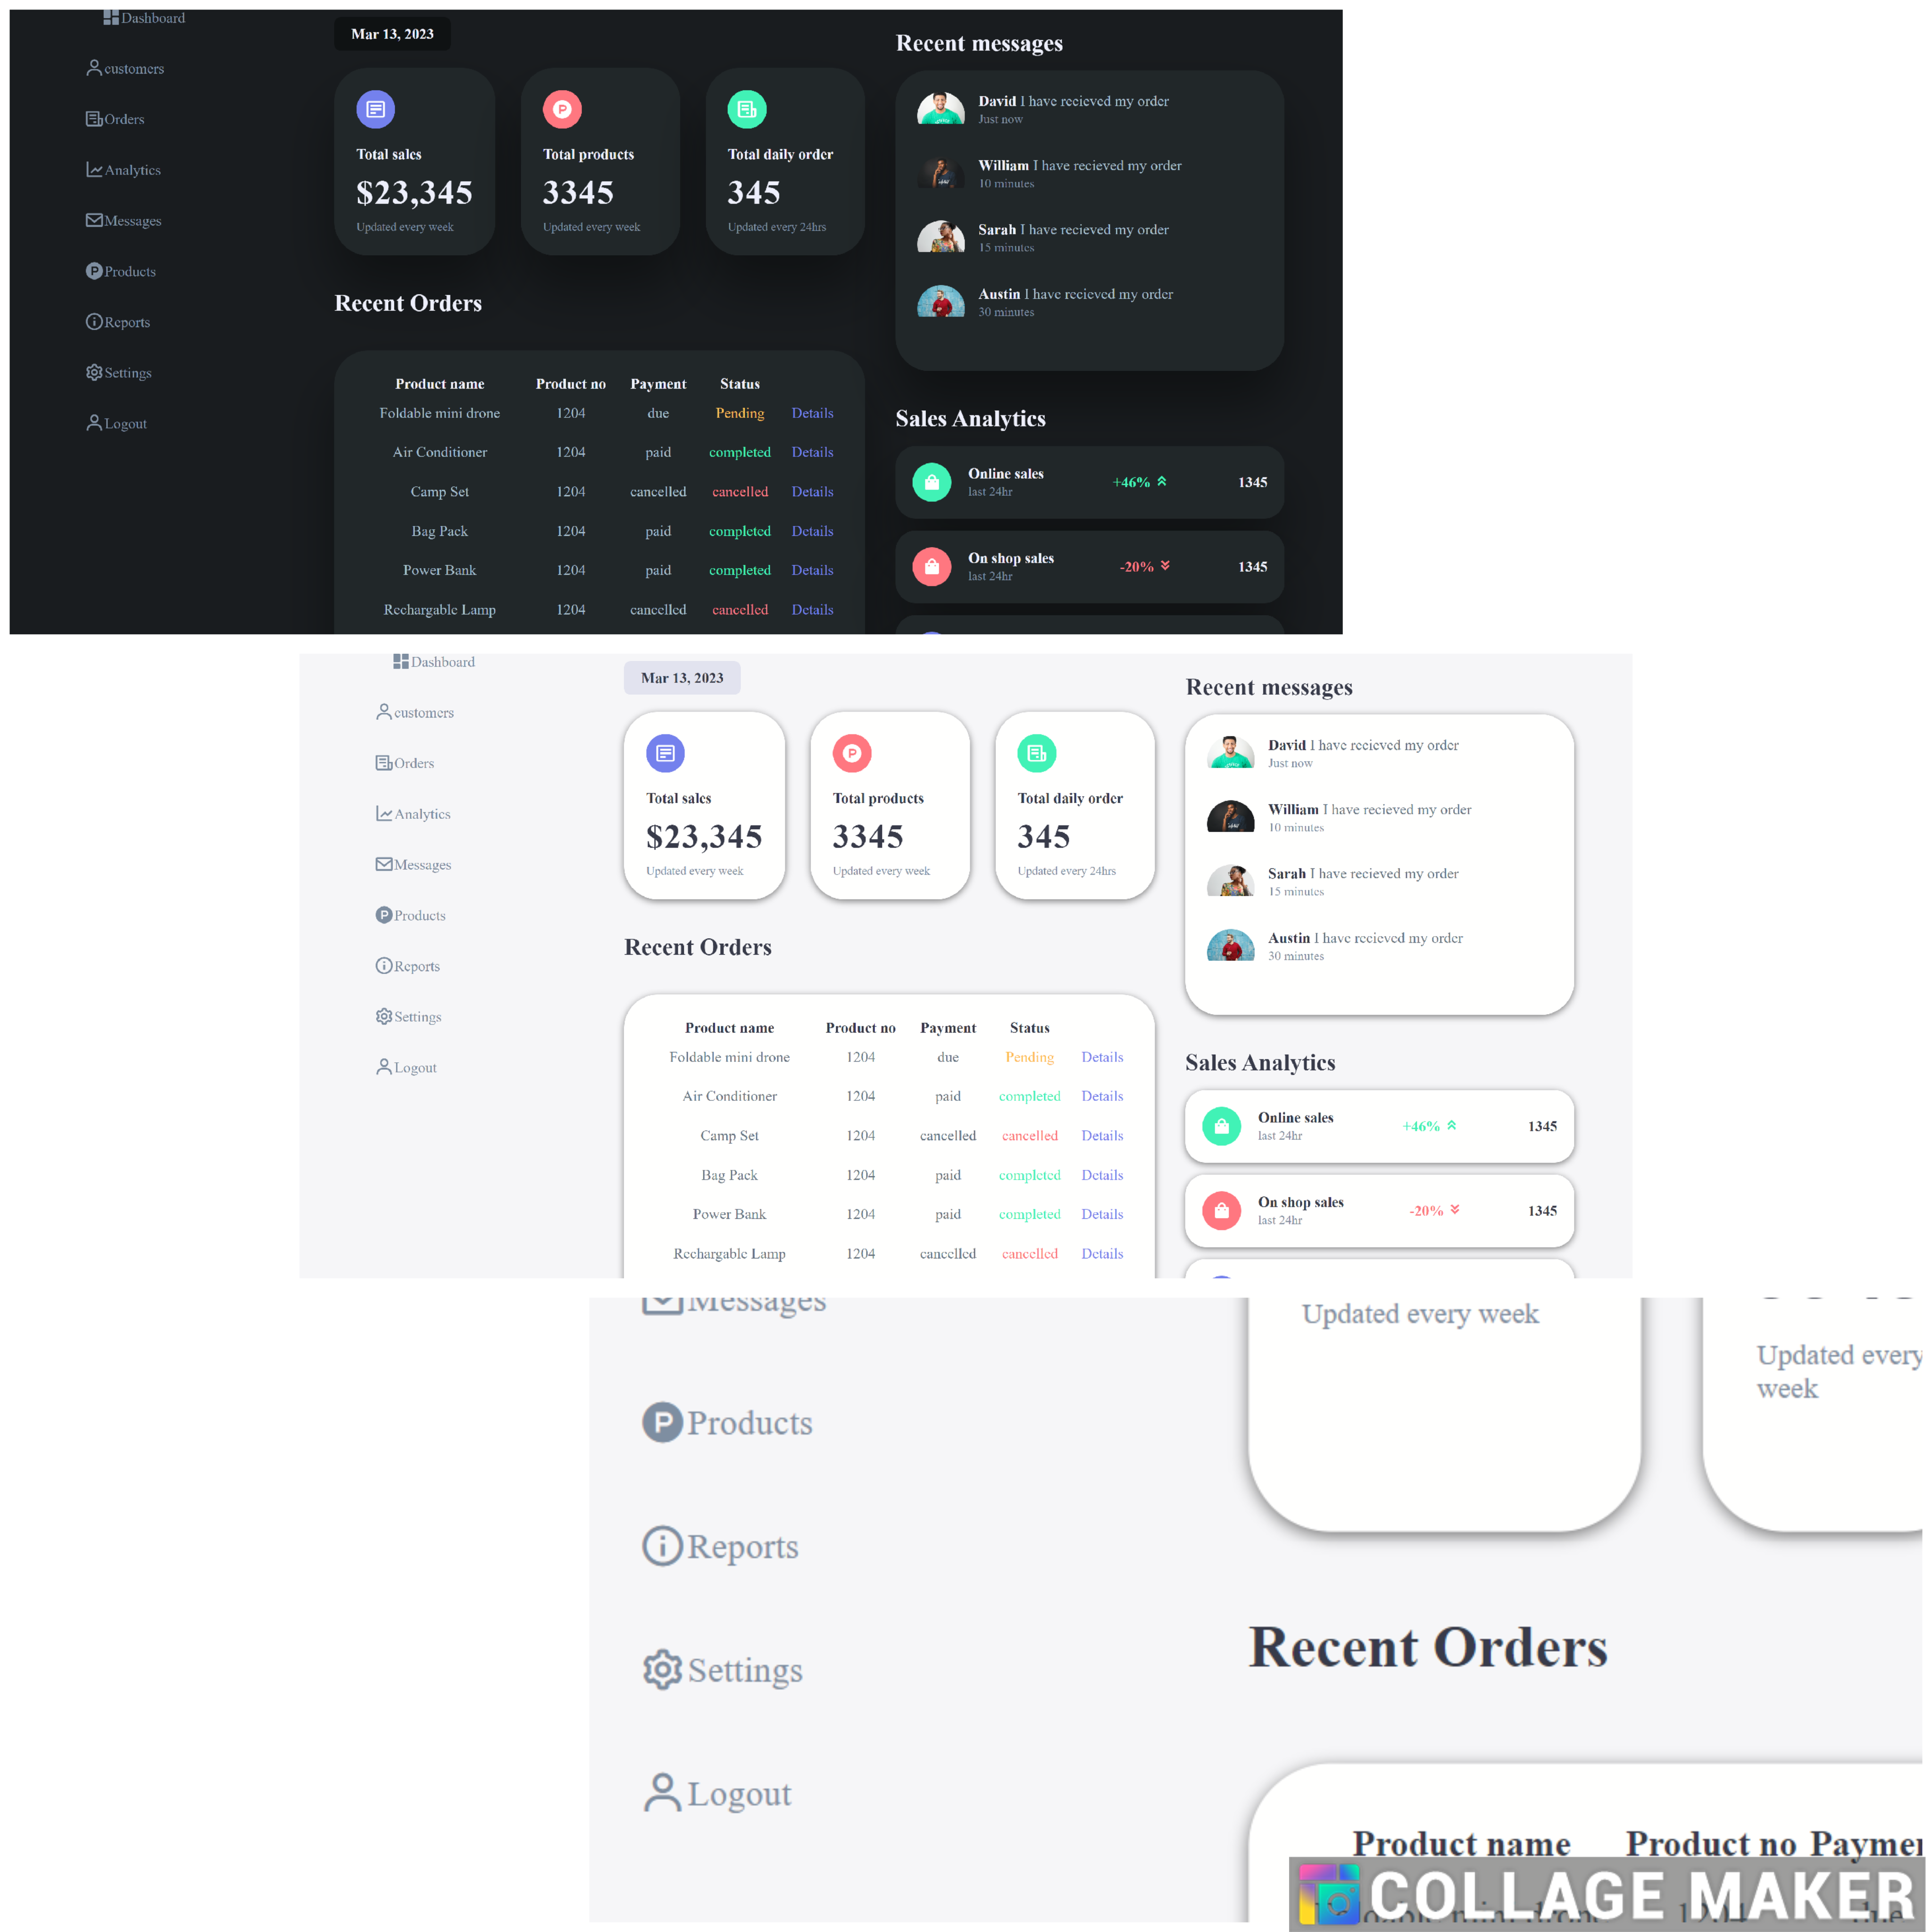 Dashboard
customers
Orders
Analytics
Messages
Products
Reports
Settings
Logout
Mar 13, 2023
Total sales
$23,345
Updated every week
Total products
3345
Updated every week
Total daily order
345
Updated every 24hrs
Recent Orders
Product name Product no Payment Status
Foldable mini drone 1204 due Pending Details
Air Conditioner 1204 paid completed Details
Camp Set 1204 cancelled cancelled Details
Bag Pack 1204 paid completed Details
Power Bank 1204 paid completed Details
Rechargable Lamp 1204 cancelled cancelled Details
Recent messages
David I have recieved my order
Just now
William I have recieved my order
10 minutes
Sarah I have recieved my order
15 minutes
Austin I have recieved my order
30 minutes
Sales Analytics
Online sales
last 24hr
+46%
1345
On shop sales
last 24hr
-20%
1345
Dashboard
customers
Orders
Analytics
Messages
Products
Reports
Settings
Logout
Mar 13, 2023
Total sales
$23,345
Updated every week
Total products
3345
Updated every week
Total daily order
345
Updated every 24hrs
Recent Orders
Product name Product no Payment Status
Foldable mini drone 1204 due Pending Details
Air Conditioner 1204 paid completed Details
Camp Set 1204 cancelled cancelled Details
Bag Pack 1204 paid completed Details
Power Bank 1204 paid completed Details
Rechargable Lamp 1204 cancelled cancelled Details
Recent messages
David I have recieved my order
Just now
William I have recieved my order
10 minutes
Sarah I have recieved my order
15 minutes
Austin I have recieved my order
30 minutes
Sales Analytics
Online sales
last 24hr
+46%
1345
On shop sales
last 24hr
-20%
1345
Messages
Products
Reports
Settings
Logout
Updated every week
Updated every
week
Recent Orders
Product name Product no Paymen
mini drone 1204 due
COLLAGE MAKER